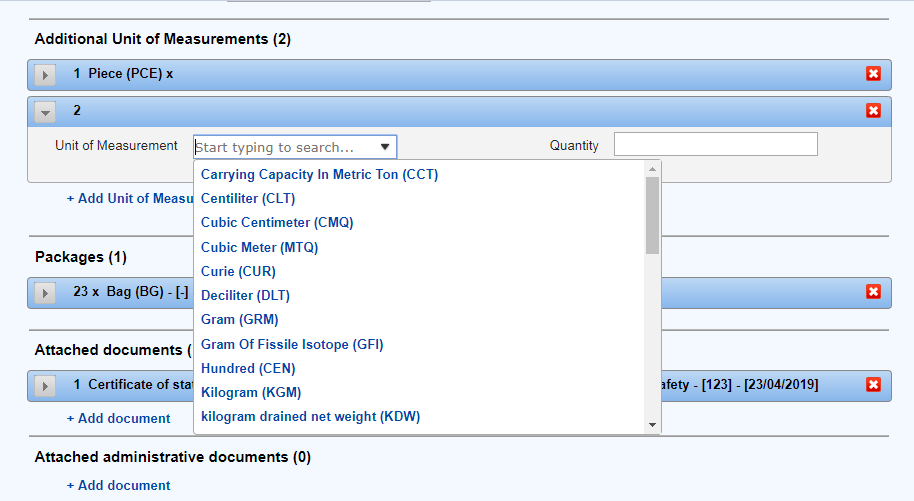 Additional Unit of Measurements (2)
1 Piece (PCE) x
2
Unit of Measurement Start typing to search... Quantity
Carrying Capacity In Metric Ton (CCT)
Centiliter (CLT)
+ Add Unit of Measu
Cubic Centimeter (CMQ)
Cubic Meter (MTQ)
Packages (1)
Curie (CUR)
23 x Bag (BG) - [-]
Deciliter (DLT)
Gram (GRM)
Attached documents (
Gram Of Fissile Isotope (GFI)
Hundred (CEN)
1 Certificate of stat afety - [123] - [23/04/2019]
Kilogram (KGM)
+ Add document
kilogram drained net weight (KDW)
Attached administrative documents (0)
+ Add document